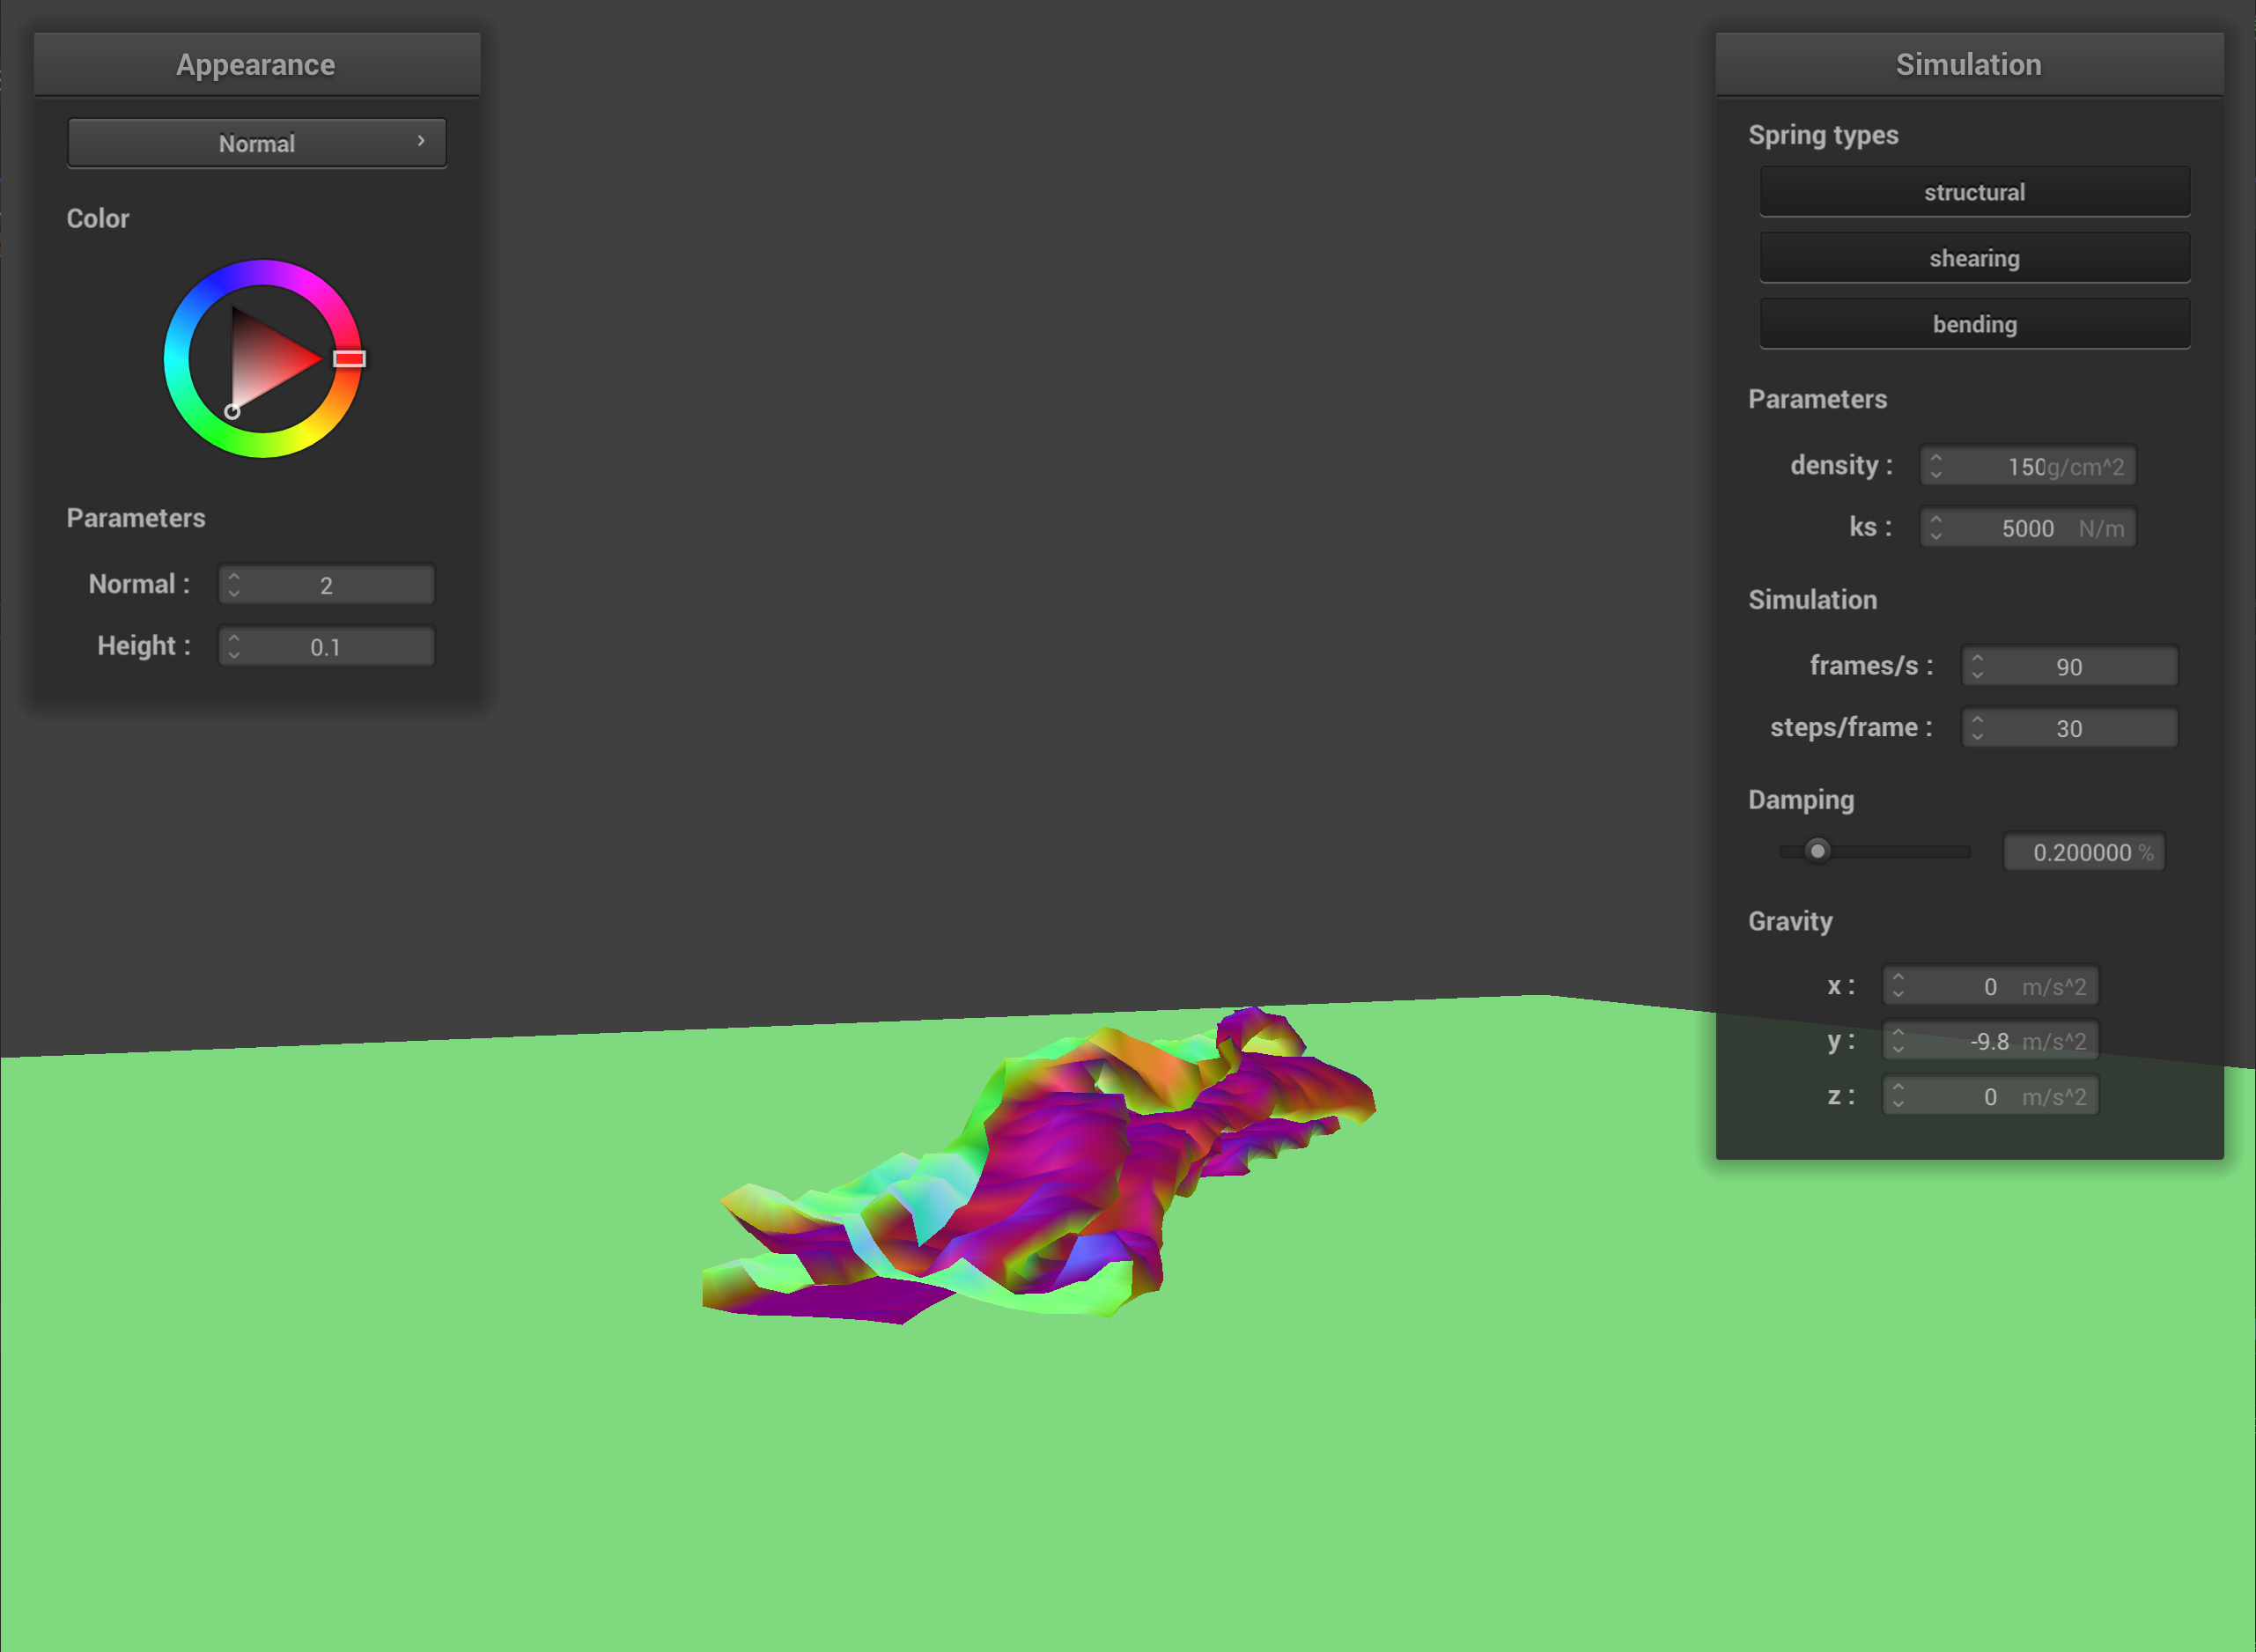 Appearance
Normal
Color
Parameters
Normal : 2
Height : 0.1
Simulation
Spring types
structural
shearing
bending
Parameters
density : 150g/cm^2
ks : 5000 N/m
Simulation
frames/s : 90
steps/frame : 30
Damping
0.200000 %
Gravity
x : 0 m/s^2
y : -9.8 m/s^2
z : 0 m/s^2